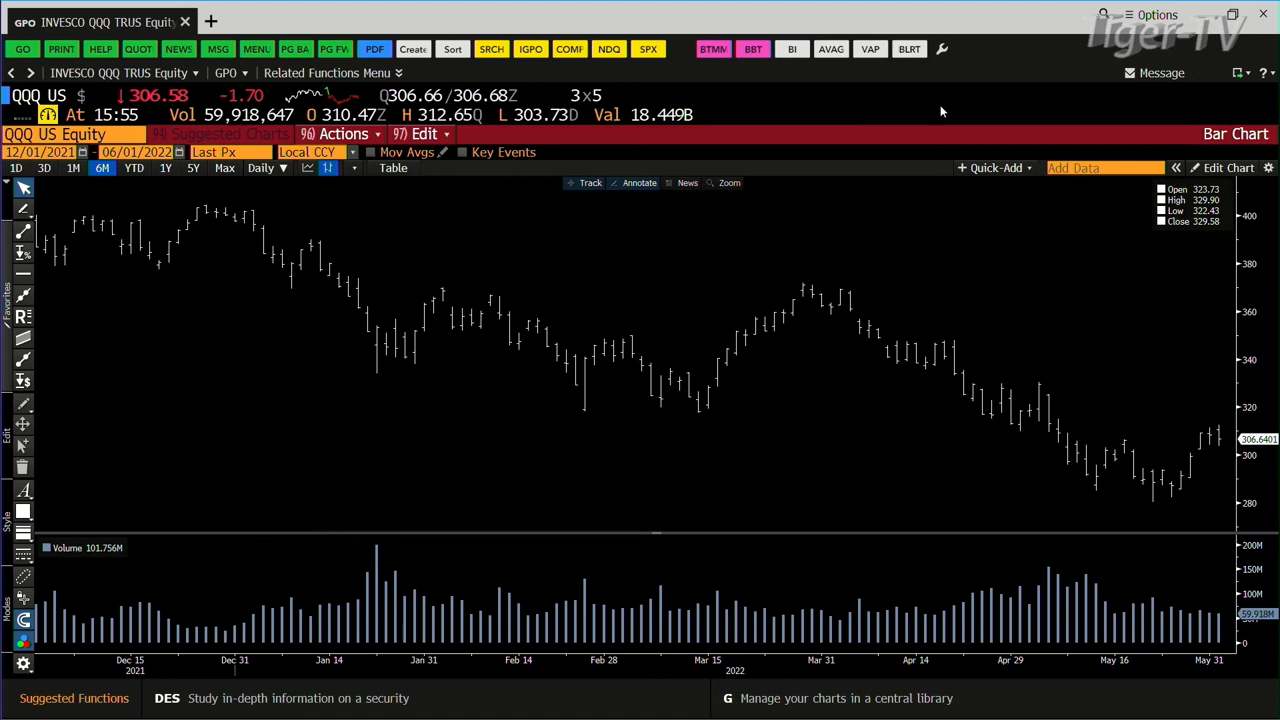 GPO INVESCO QQQ TRUS Equity × +
Options
Tiger-TV
GO PRINT HELP QUOT NEWS MSG MENU PG BA PG FW PDF Create Sort SRCH IGPO COMF NDQ SPX BTMM BBT BI AVAG VAP BLRT
< > INVESCO QQQ TRUS Equity GPO Related Functions Menu Message ?
QQQ US $ ↓306.58 -1.70 Q306.66/306.68Z 3x5
At 15:55 Vol 59,918,647 O 310.47Z H 312.65Q L 303.73D Val 18.449B
QQQ US Equity 94) Suggested Charts 96) Actions 97) Edit Bar Chart
12/01/2021 - 06/01/2022 Last Px Local CCY Mov Avgs Key Events
1D 3D 1M 6M YTD 1Y 5Y Max Daily Table + Quick-Add Add Data « Edit Chart
Track Annotate News Zoom
Open 323.73
High 329.90
Low 322.43
Close 329.58
400
380
360
340
320
306.6401
300
280
Favorites
Edit
Style
Modes
Volume 101.756M
200M
150M
100M
59.918M
0
Dec 15 Dec 31 Jan 14 Jan 31 Feb 14 Feb 28 Mar 15 Mar 31 Apr 14 Apr 29 May 16 May 31
2021 2022
Suggested Functions DES Study in-depth information on a security G Manage your charts in a central library